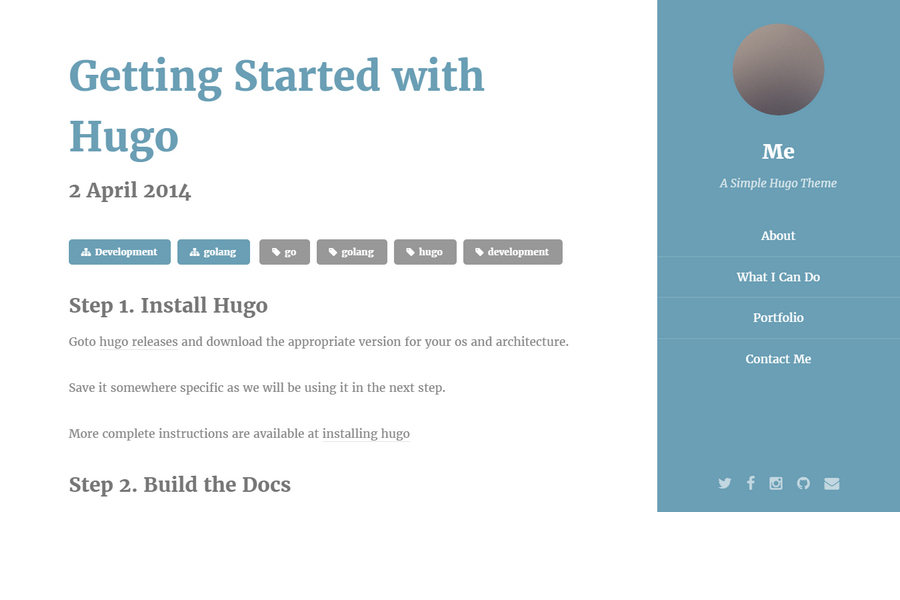 Getting Started with
Hugo
2 April 2014
Development golang go golang hugo development
Step 1. Install Hugo
Goto hugo releases and download the appropriate version for your os and architecture.
Save it somewhere specific as we will be using it in the next step.
More complete instructions are available at installing hugo
Step 2. Build the Docs
Me
A Simple Hugo Theme
About
What I Can Do
Portfolio
Contact Me